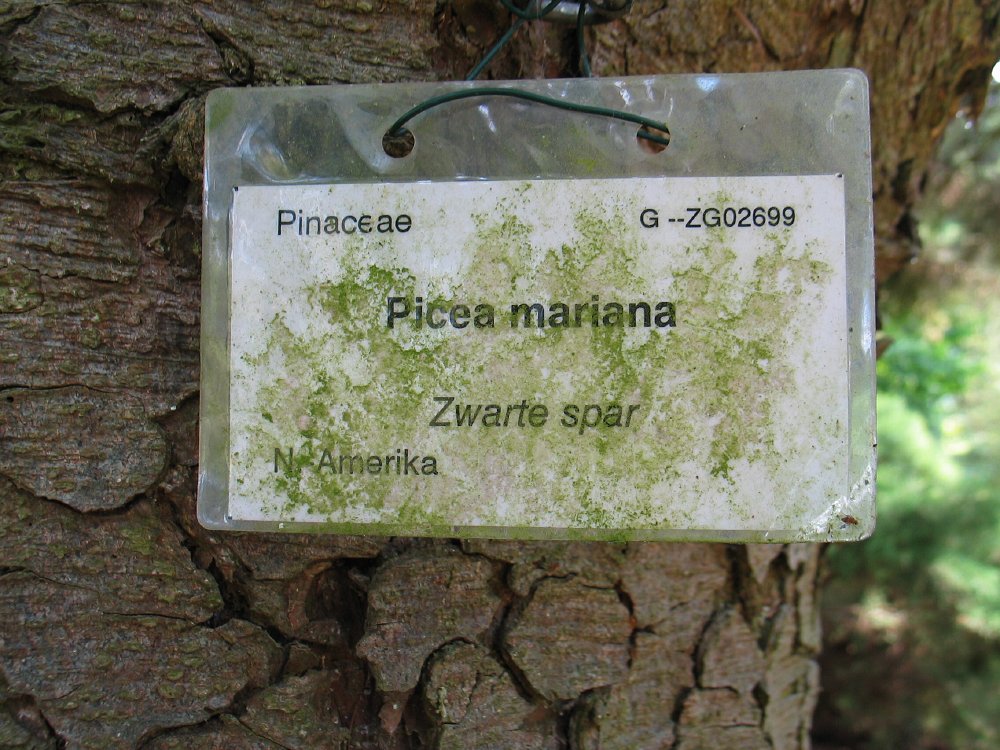 Pinaceae G --ZG02699
Picea mariana
Zwarte spar
N.-Amerika